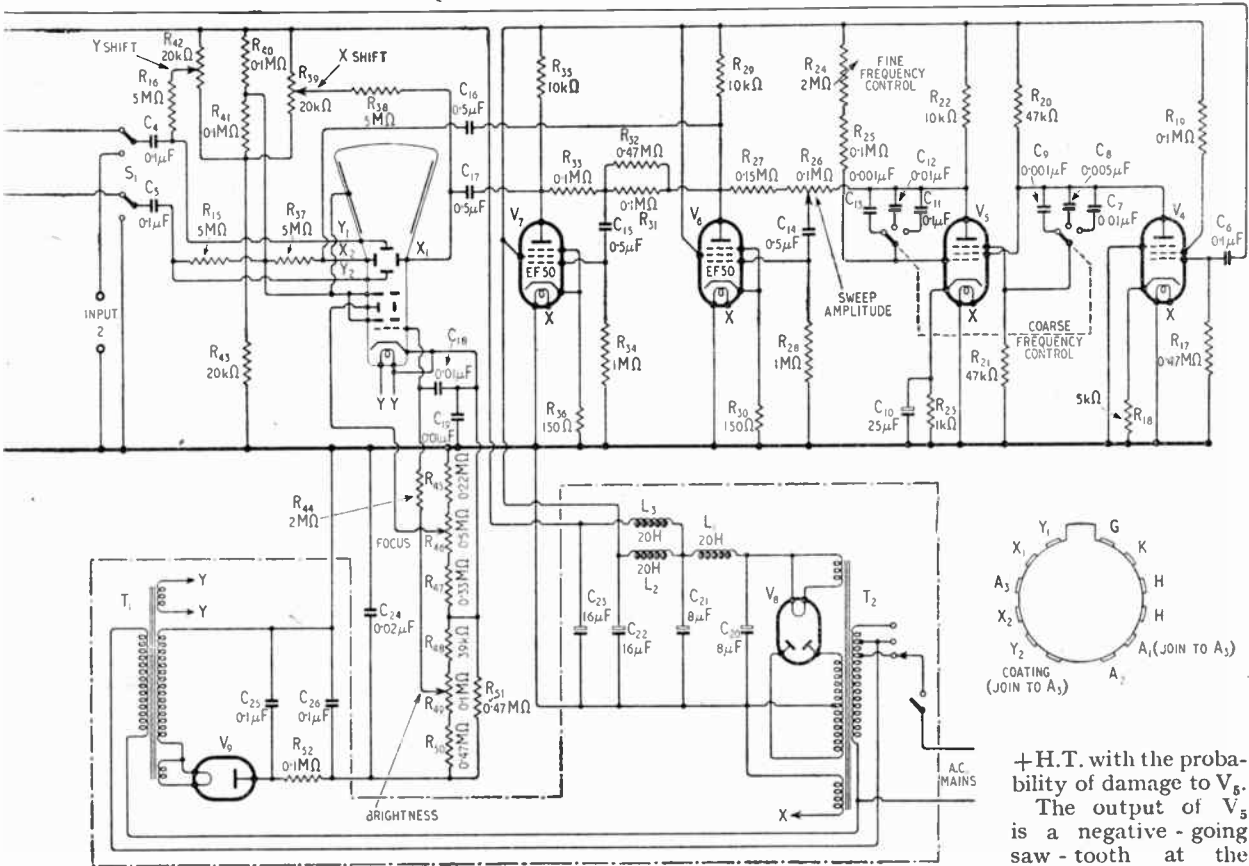 Y SHIFT
R42
20kΩ
R40
0·1MΩ
X SHIFT
R39
20kΩ
R16
5MΩ
R41
0·1MΩ
R38
5MΩ
C16
0·5μF
C4
0·1μF
S1
C5
0·1μF
R15
5MΩ
R37
5MΩ
Y1
X2
Y2
X1
C17
0·5μF
INPUT
2
R43
20kΩ
Y Y
C18
0·01μF
C19
0·01μF
R35
10kΩ
R33
0·1MΩ
R32
0·47MΩ
0·1MΩ
R31
V7
EF50
X
C15
0·5μF
R34
1MΩ
R36
150Ω
R29
10kΩ
V6
EF50
X
R27
0·15MΩ
R26
0·1MΩ
C14
0·5μF
SWEEP
AMPLITUDE
R28
1MΩ
R30
150Ω
R24
2MΩ
FINE
FREQUENCY
CONTROL
R25
0·1MΩ
0·001μF
C13
C12
0·01μF
C11
0·1μF
R22
10kΩ
V5
X
R20
47kΩ
C9
0·001μF
C8
0·005μF
C7
0·01μF
R19
0·1MΩ
V4
X
C6
0·1μF
COARSE
FREQUENCY
CONTROL
C10
25μF
R23
1kΩ
R21
47kΩ
5kΩ
R18
R17
0·47MΩ
R44
2MΩ
FOCUS
R45
0·22MΩ
R46
0·5MΩ
R47
0·33MΩ
R48
39kΩ
R49
0·1MΩ
R50
0·47MΩ
R51
0·47MΩ
BRIGHTNESS
T1
Y
Y
C25
0·1μF
C26
0·1μF
C24
0·02μF
V9
R52
0·1MΩ
L3
20H
20H
L2
L1
20H
C23
16μF
C22
16μF
C21
8μF
C20
8μF
V8
T2
X
A.C.
MAINS
Y1
G
X1
K
A3
H
X2
H
Y2
A1 (JOIN TO A3)
COATING
(JOIN TO A3)
A2
+H.T. with the proba-
bility of damage to V5.
The output of V5
is a negative - going
saw - tooth at the